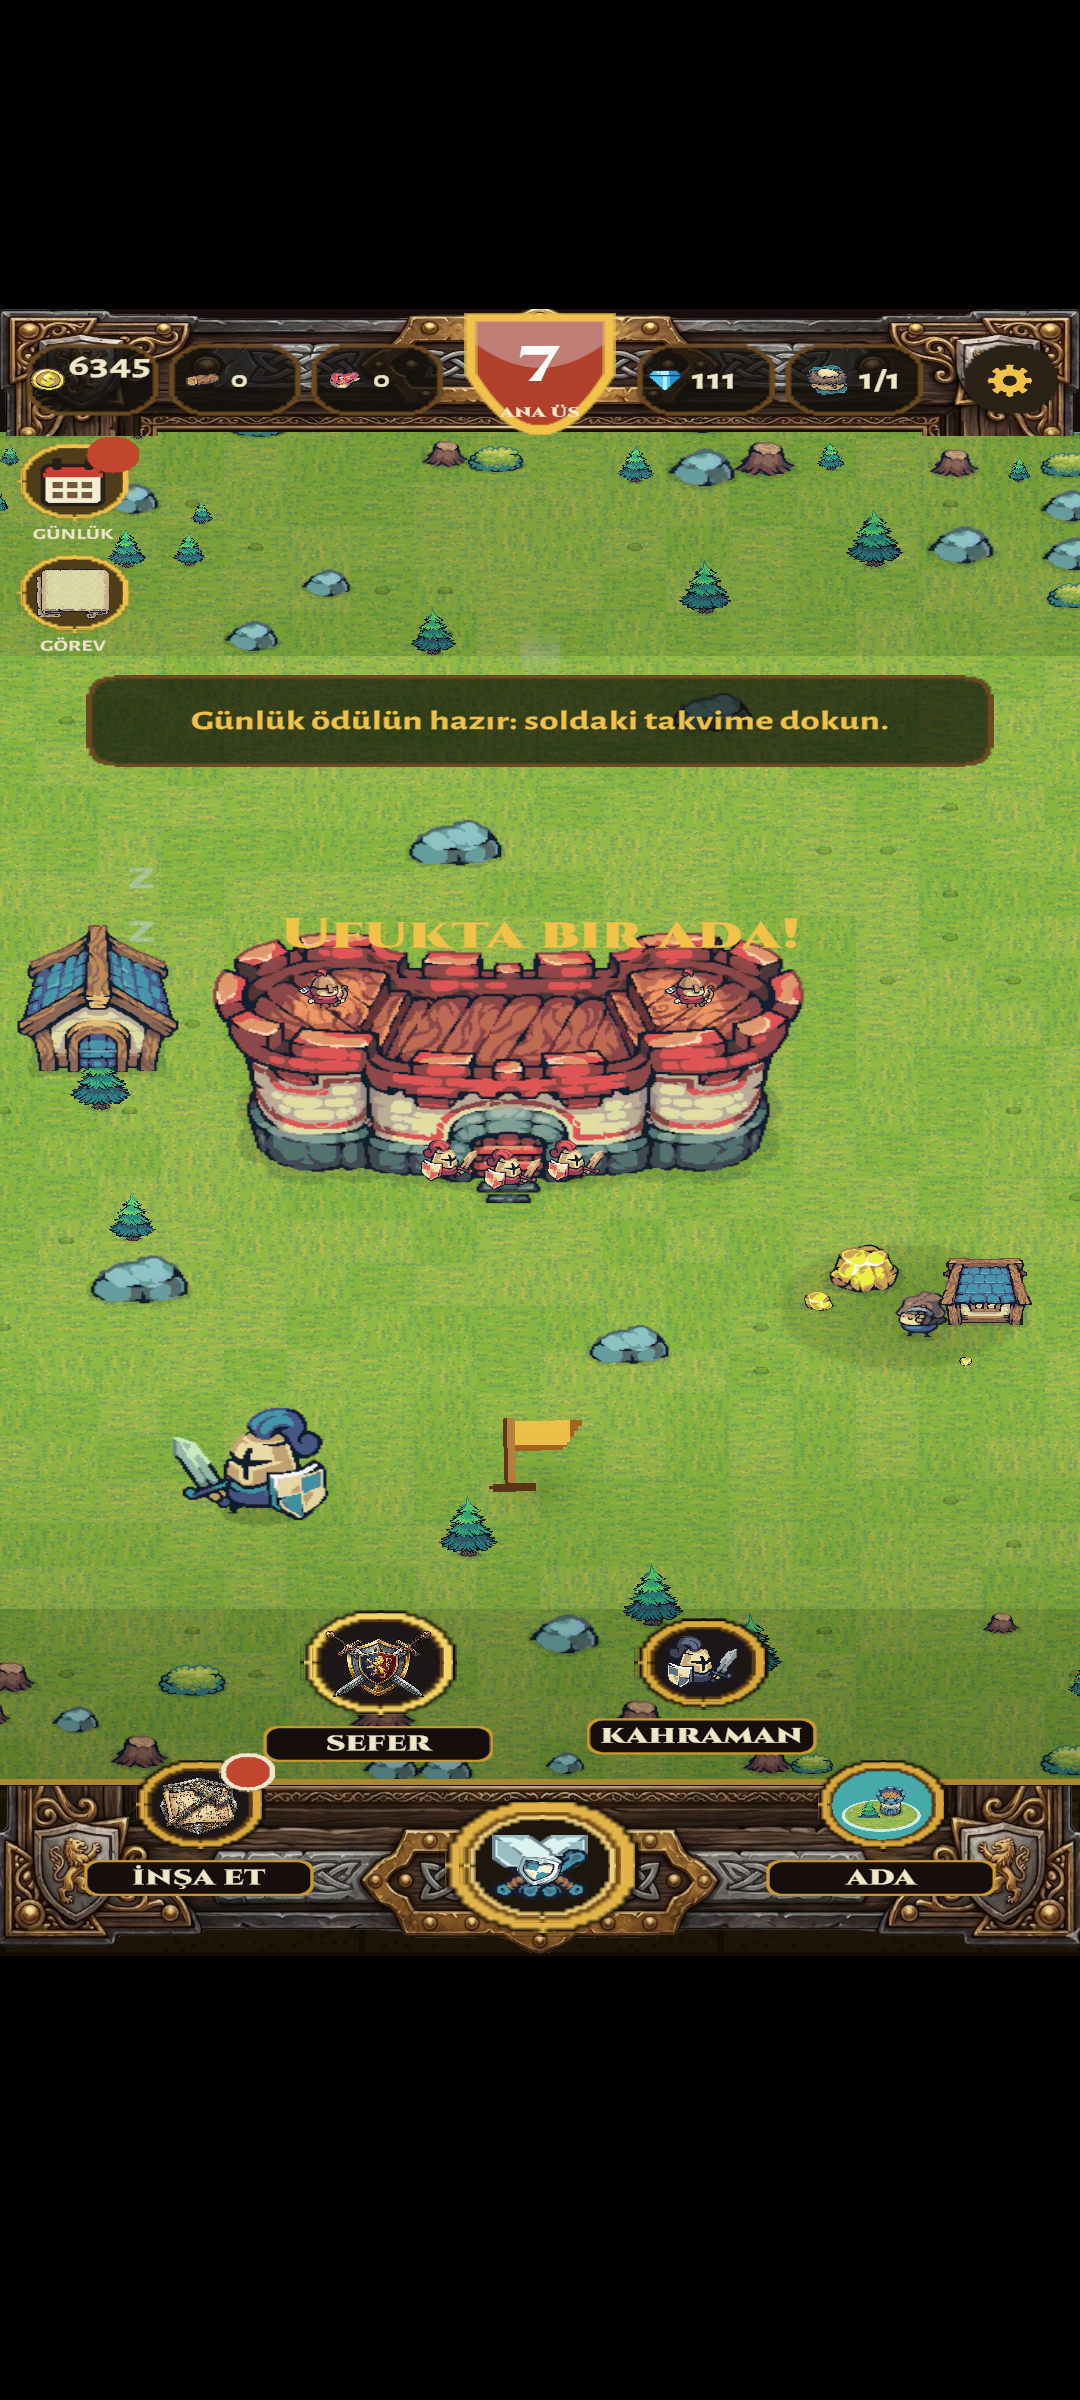 6345
0
0
7
ANA ÜS
111
1/1
GÜNLÜK
GÖREV
Günlük ödülün hazır: soldaki takvime dokun.
Z
Z
UFUKTA BIR ADA!
SEFER
KAHRAMAN
İNŞA ET
ADA